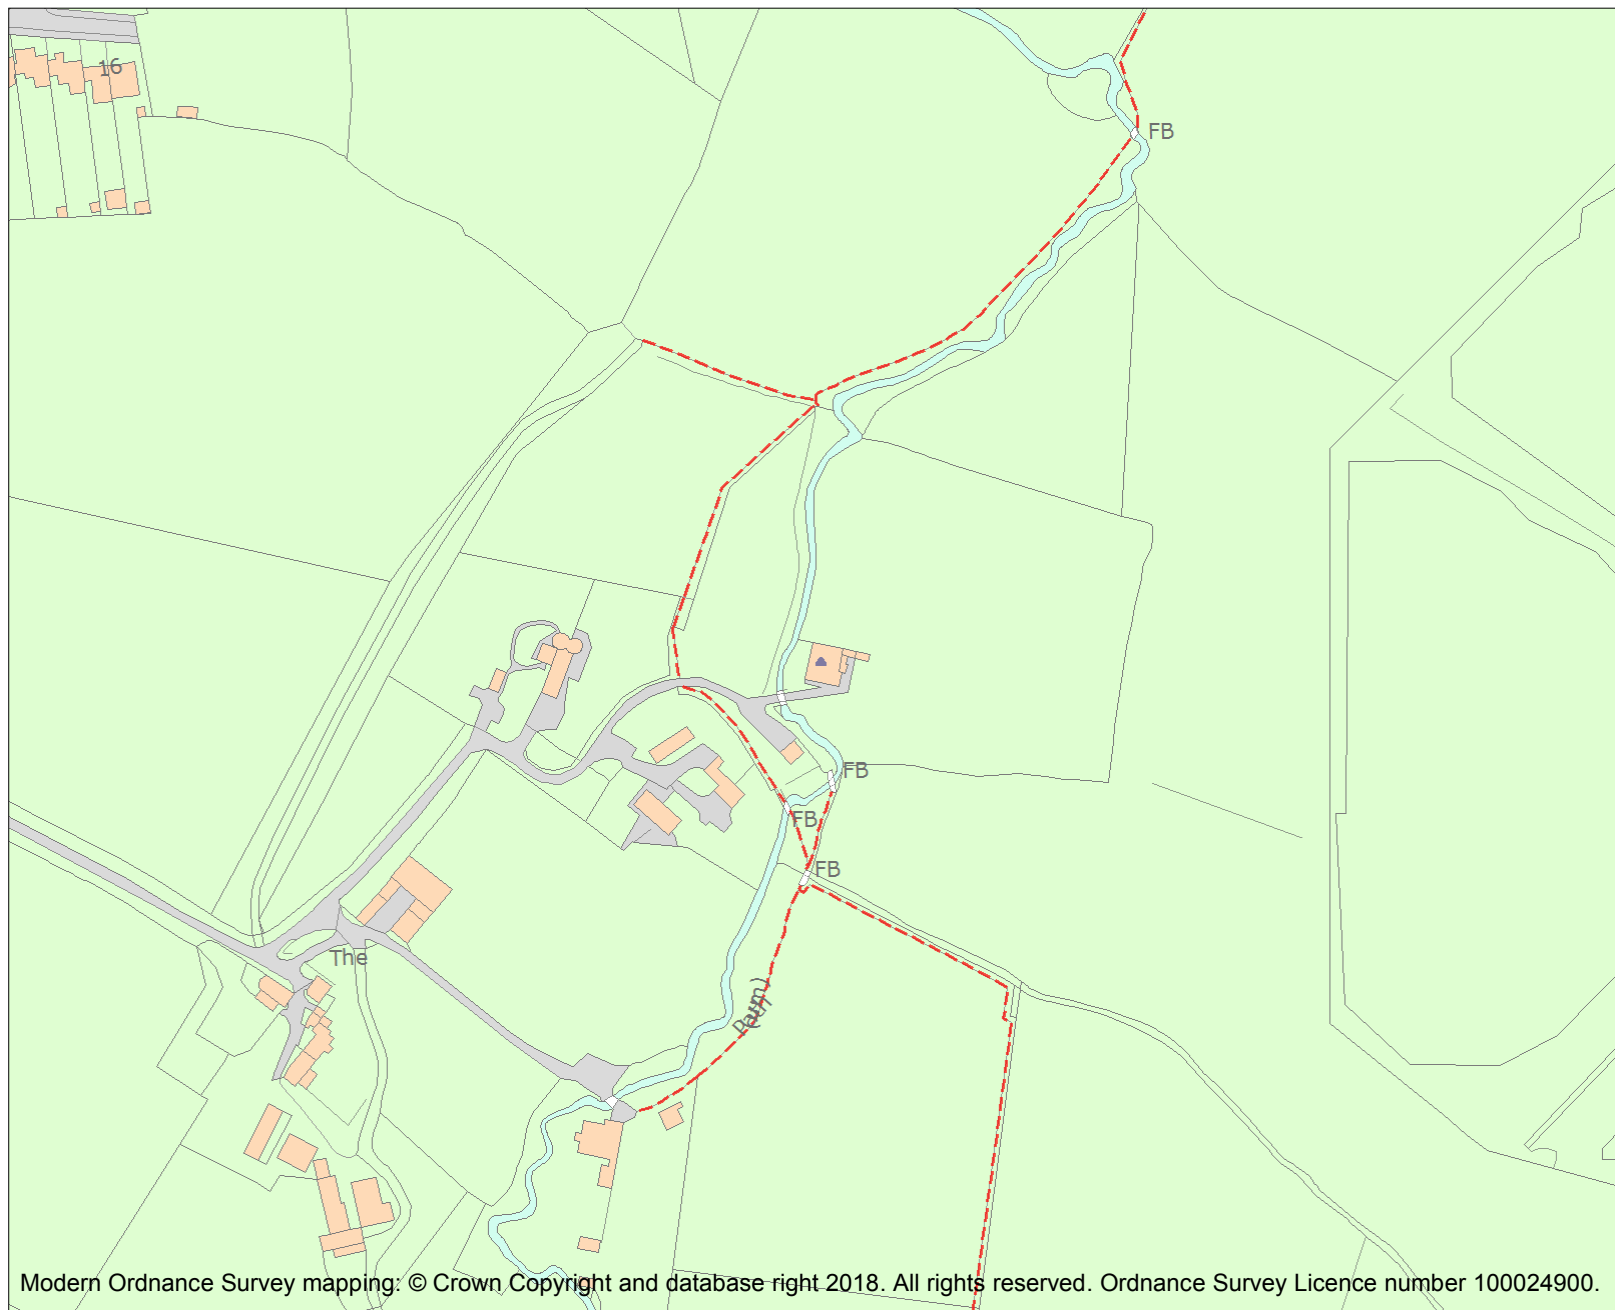 16
FB
FB
FB
FB
The
Path
(um)
Modern Ordnance Survey mapping: © Crown Copyright and database right 2018. All rights reserved. Ordnance Survey Licence number 100024900.